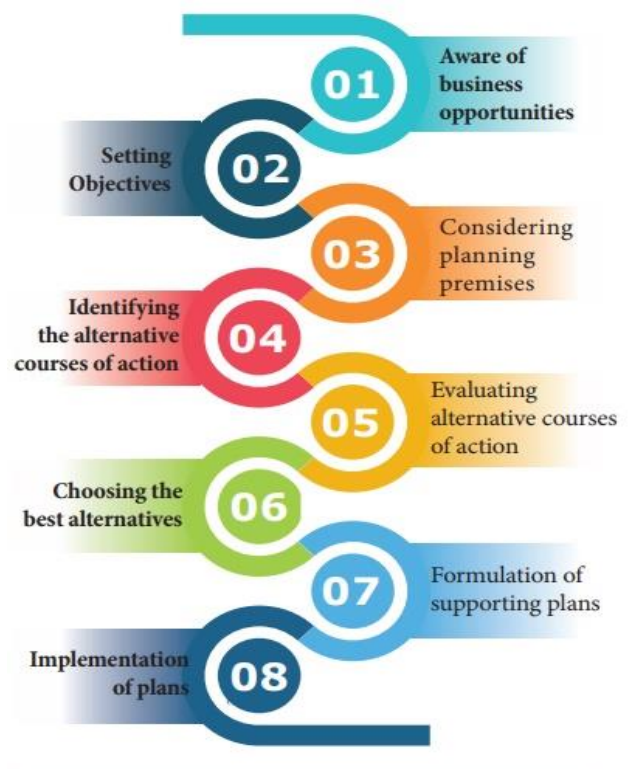 01
Aware of
business
opportunities
02
Setting
Objectives
03
Considering
planning
premises
04
Identifying
the alternative
courses of action
05
Evaluating
alternative courses
of action
06
Choosing the
best alternatives
07
Formulation of
supporting plans
08
Implementation
of plans